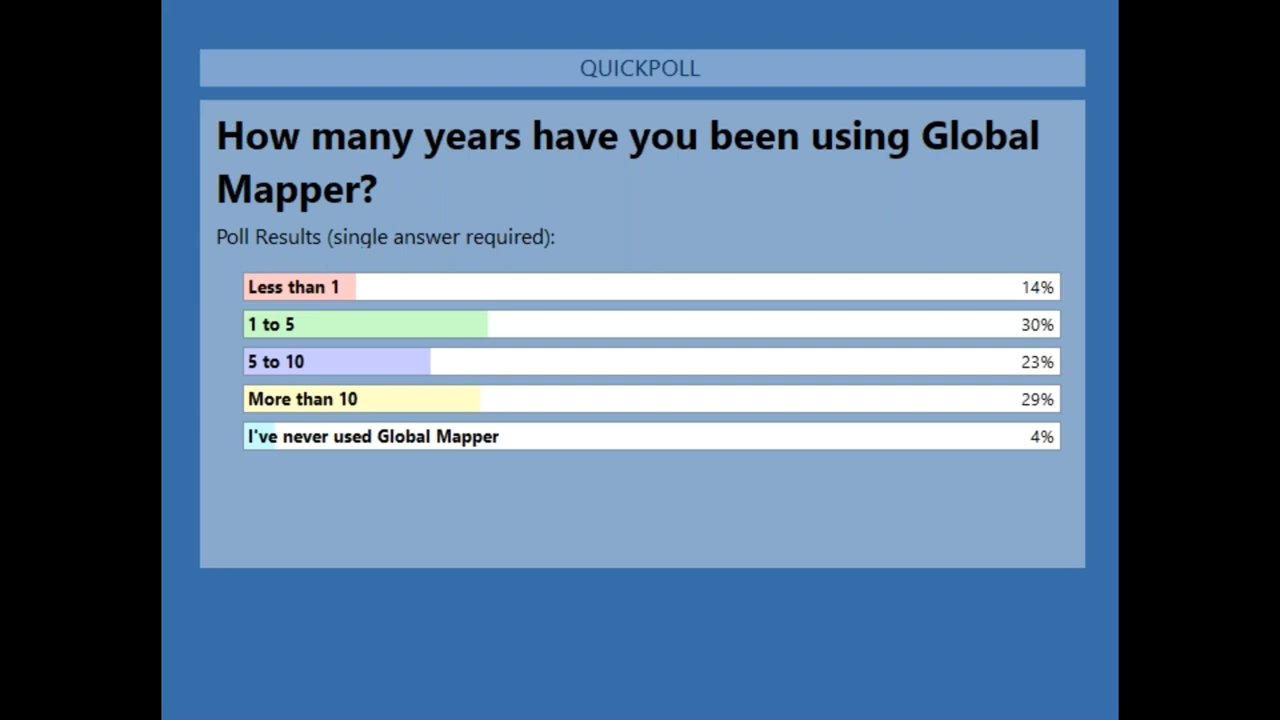 QUICKPOLL
How many years have you been using Global
Mapper?
Poll Results (single answer required):
Less than 1 14%
1 to 5 30%
5 to 10 23%
More than 10 29%
I've never used Global Mapper 4%